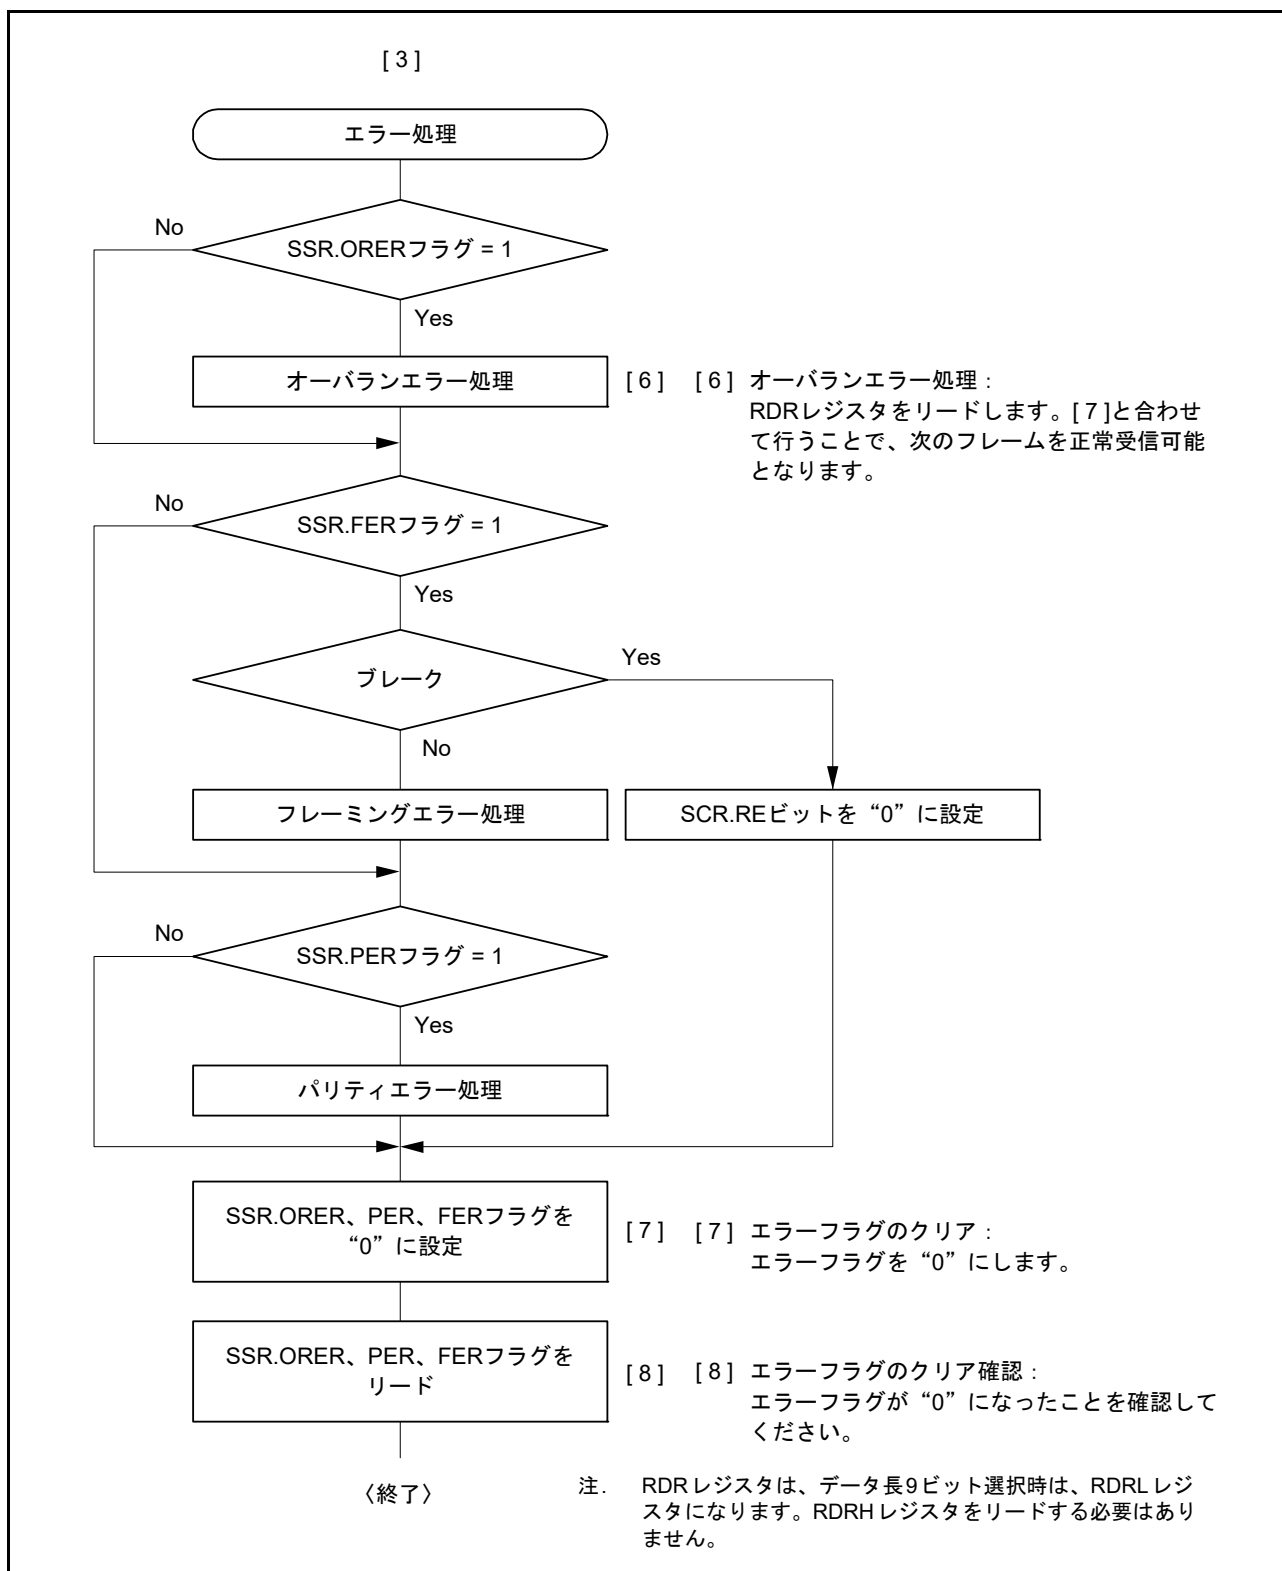 [ 3 ]
エラー処理
No
SSR.ORERフラグ = 1
Yes
オーバランエラー処理
[ 6 ]
[ 6 ] オーバランエラー処理：
RDRレジスタをリードします。[ 7 ]と合わせ
て行うことで、次のフレームを正常受信可能
となります。
No
SSR.FERフラグ = 1
Yes
ブレーク
Yes
No
フレーミングエラー処理
SCR.REビットを“0”に設定
No
SSR.PERフラグ = 1
Yes
パリティエラー処理
SSR.ORER、PER、FERフラグを
“0”に設定
[ 7 ]
[ 7 ] エラーフラグのクリア：
エラーフラグを“0”にします。
SSR.ORER、PER、FERフラグを
リード
[ 8 ]
[ 8 ] エラーフラグのクリア確認：
エラーフラグが“0”になったことを確認して
ください。
〈終了〉
注. RDRレジスタは、データ長9ビット選択時は、RDRLレジ
スタになります。RDRHレジスタをリードする必要はあり
ません。